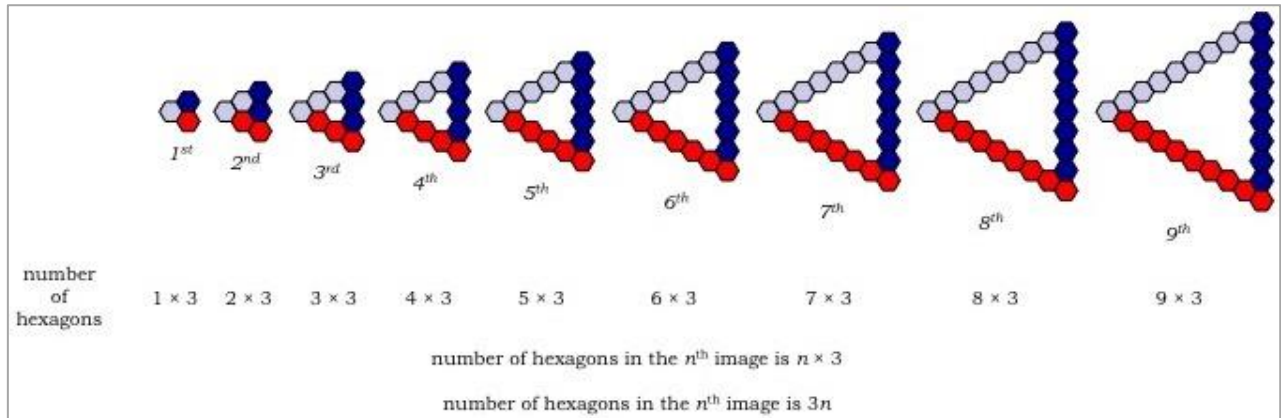 1st 2nd 3rd 4th 5th 6th 7th 8th 9th
number
of
hexagons
1 × 3 2 × 3 3 × 3 4 × 3 5 × 3 6 × 3 7 × 3 8 × 3 9 × 3
number of hexagons in the nth image is n × 3
number of hexagons in the nth image is 3n